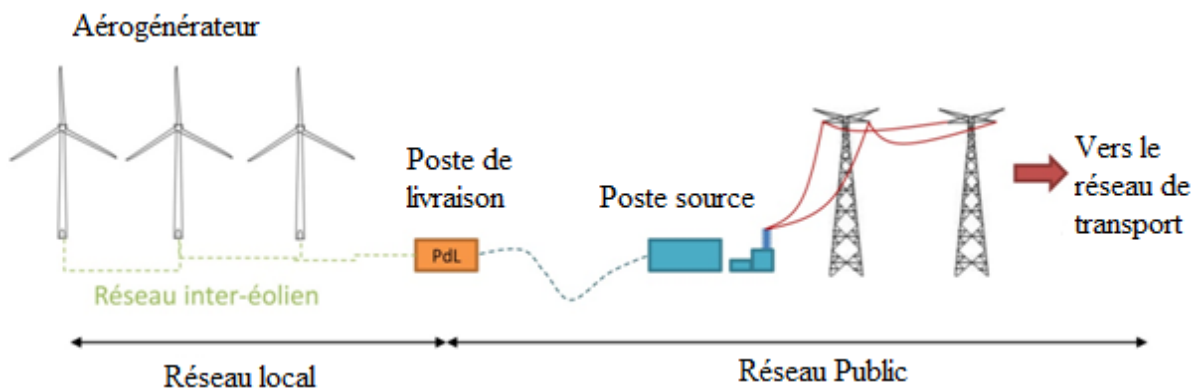 Aérogénérateur
Poste de
livraison
Poste source
Vers le
réseau de
transport
PdL
Réseau inter-éolien
Réseau local
Réseau Public